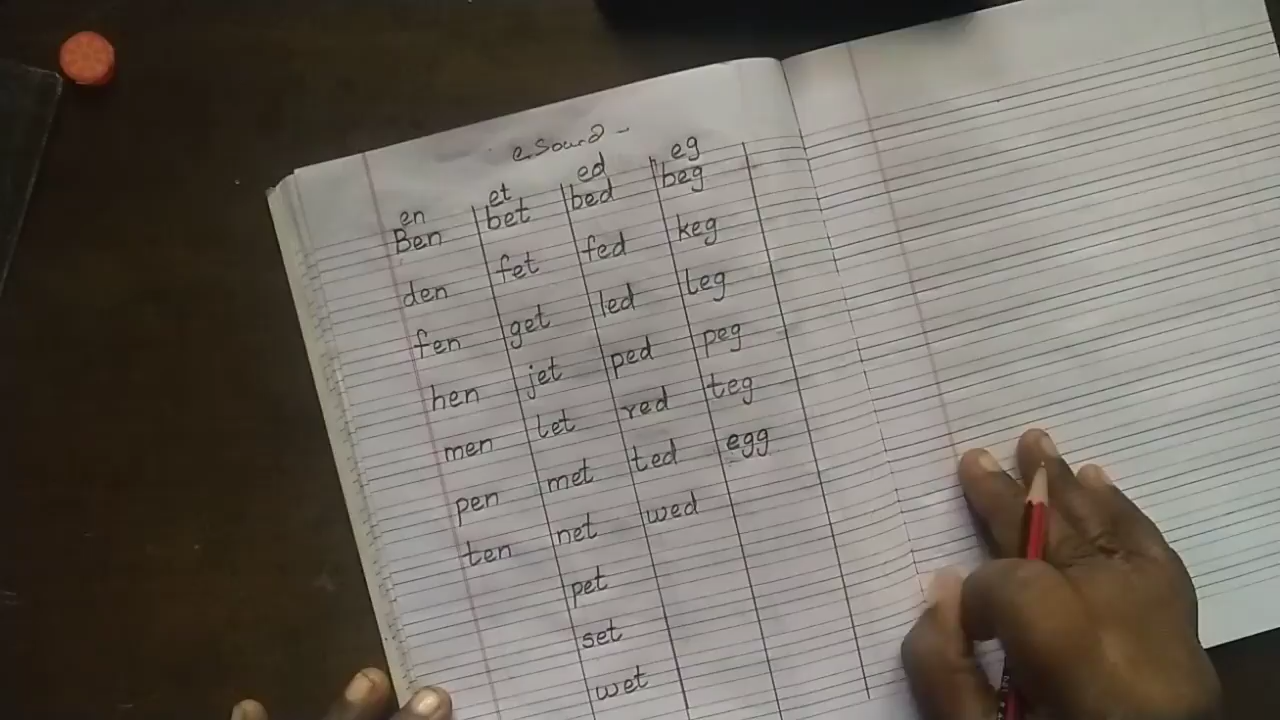 e Sound -
en et ed eg
Ben bet bed beg
den fet fed keg
fen get led leg
hen jet ped peg
men let red teg
pen met ted egg
ten net wed
pet
set
wet